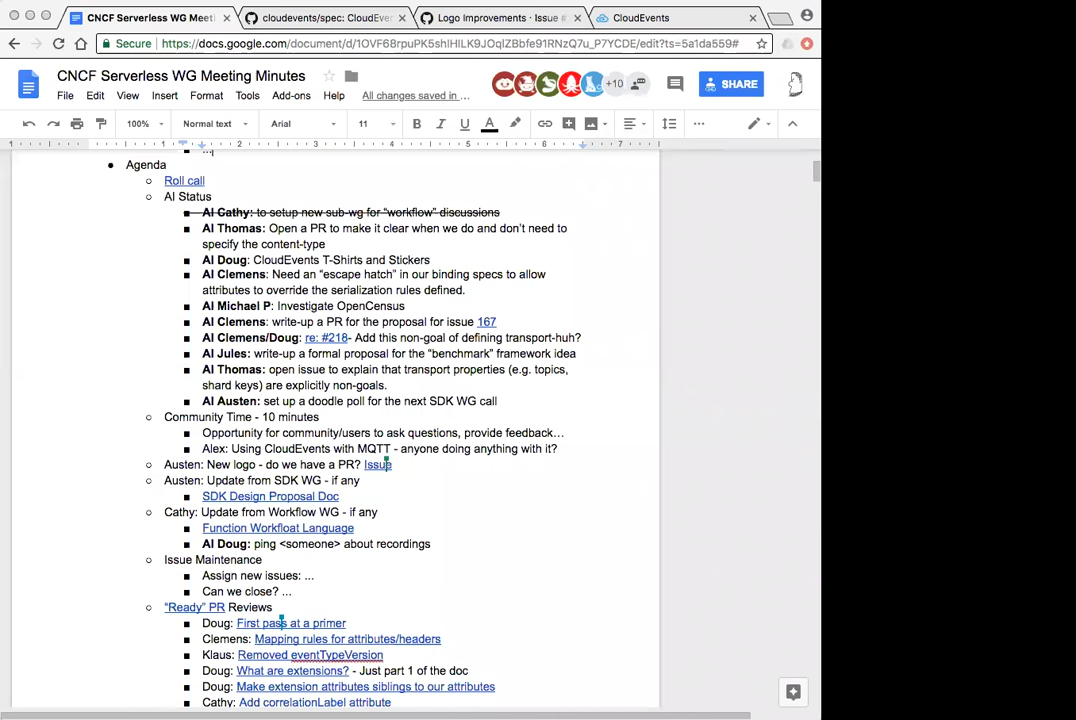 CNCF Serverless WG Meeti
cloudevents/spec: CloudEven
Logo Improvements · Issue #
CloudEvents
Secure
https://docs.google.com/document/d/1OVF68rpuPK5shlHILK9JOqlZBbfe91RNzQ7u_P7YCDE/edit?ts=5a1da559#
CNCF Serverless WG Meeting Minutes
+10
SHARE
File Edit View Insert Format Tools Add-ons Help All changes saved in …
100% Normal text Arial 11 B I U A
1 1 2 3 4 5 6 7
...
Agenda
Roll call
AI Status
AI Cathy: to setup new sub-wg for “workflow” discussions
AI Thomas: Open a PR to make it clear when we do and don’t need to
specify the content-type
AI Doug: CloudEvents T-Shirts and Stickers
AI Clemens: Need an “escape hatch” in our binding specs to allow
attributes to override the serialization rules defined.
AI Michael P: Investigate OpenCensus
AI Clemens: write-up a PR for the proposal for issue 167
AI Clemens/Doug: re: #218- Add this non-goal of defining transport-huh?
AI Jules: write-up a formal proposal for the “benchmark” framework idea
AI Thomas: open issue to explain that transport properties (e.g. topics,
shard keys) are explicitly non-goals.
AI Austen: set up a doodle poll for the next SDK WG call
Community Time - 10 minutes
Opportunity for community/users to ask questions, provide feedback…
Alex: Using CloudEvents with MQTT - anyone doing anything with it?
Austen: New logo - do we have a PR? Issue
Austen: Update from SDK WG - if any
SDK Design Proposal Doc
Cathy: Update from Workflow WG - if any
Function Workfloat Language
AI Doug: ping <someone> about recordings
Issue Maintenance
Assign new issues: ...
Can we close? ...
“Ready” PR Reviews
Doug: First pass at a primer
Clemens: Mapping rules for attributes/headers
Klaus: Removed eventTypeVersion
Doug: What are extensions? - Just part 1 of the doc
Doug: Make extension attributes siblings to our attributes
Cathy: Add correlationLabel attribute